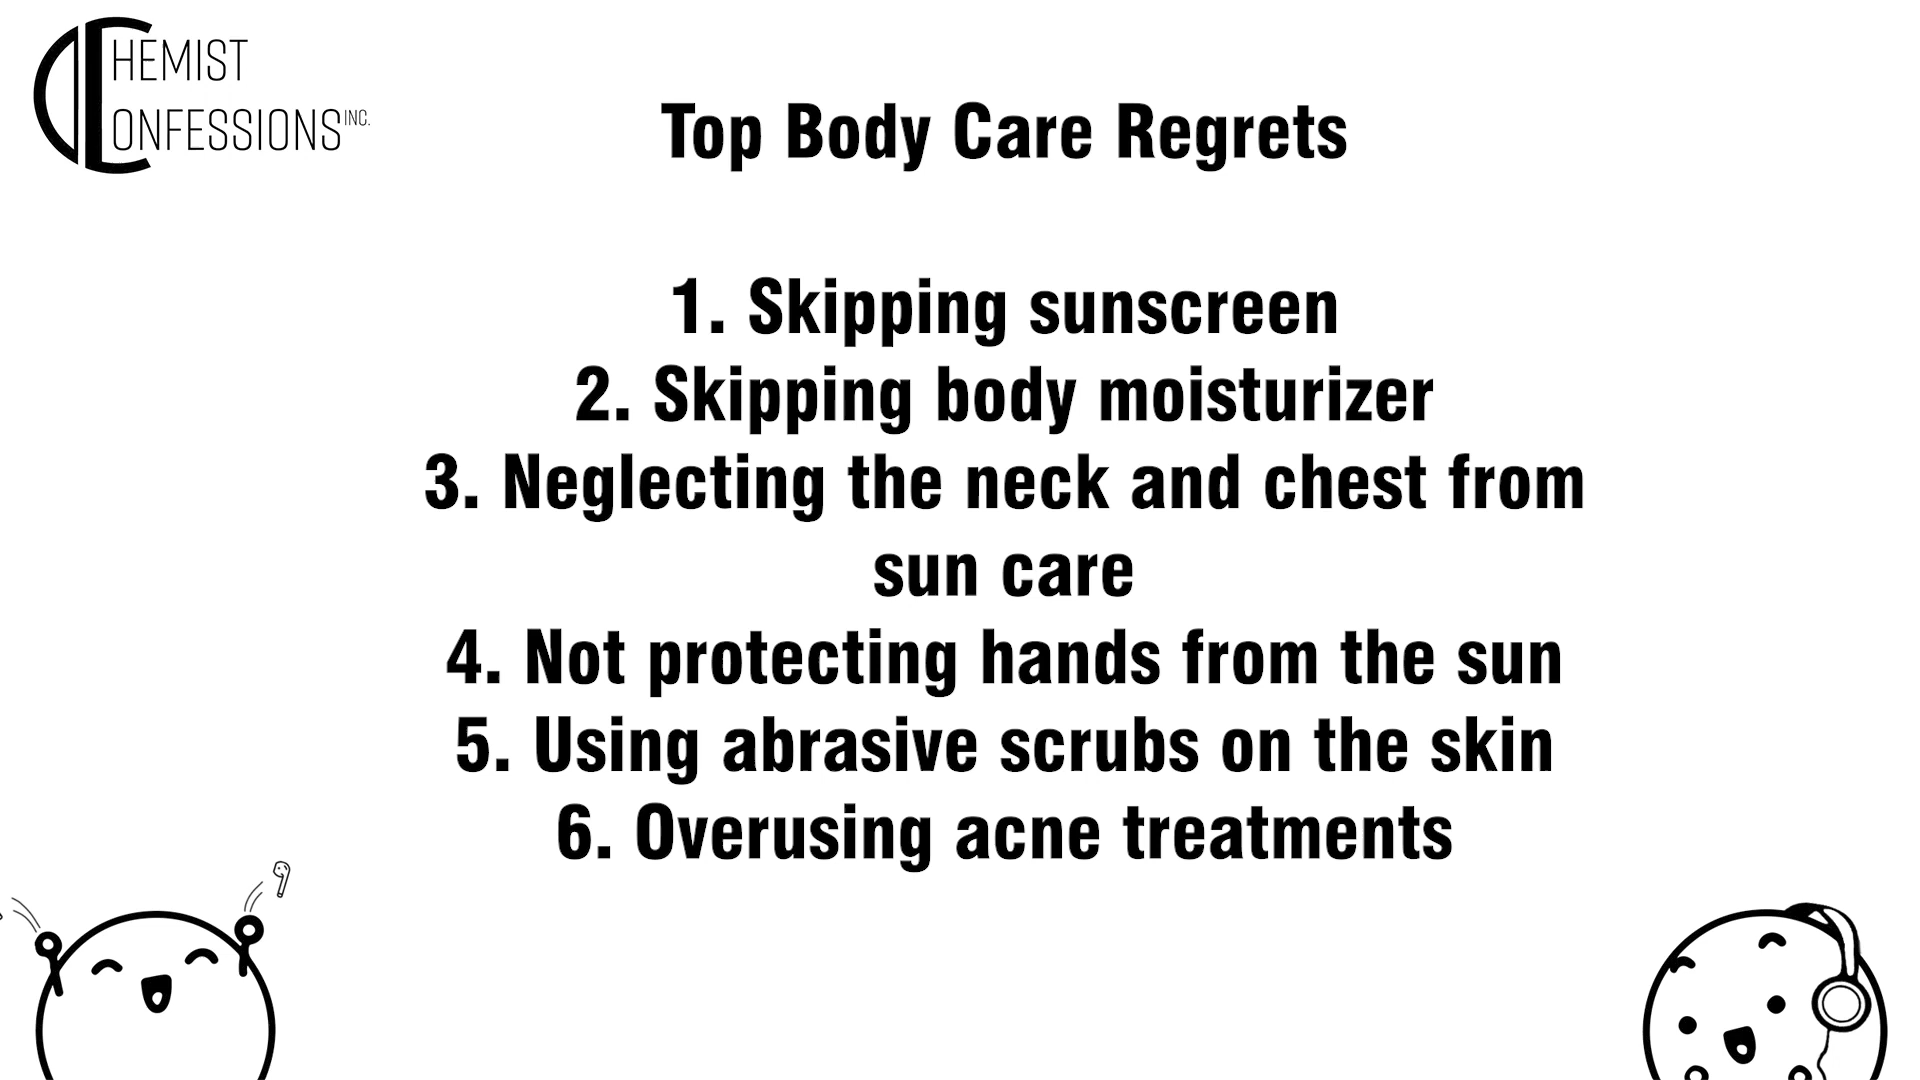 CHEMIST
CONFESSIONS INC.
Top Body Care Regrets
1. Skipping sunscreen
2. Skipping body moisturizer
3. Neglecting the neck and chest from
sun care
4. Not protecting hands from the sun
5. Using abrasive scrubs on the skin
6. Overusing acne treatments